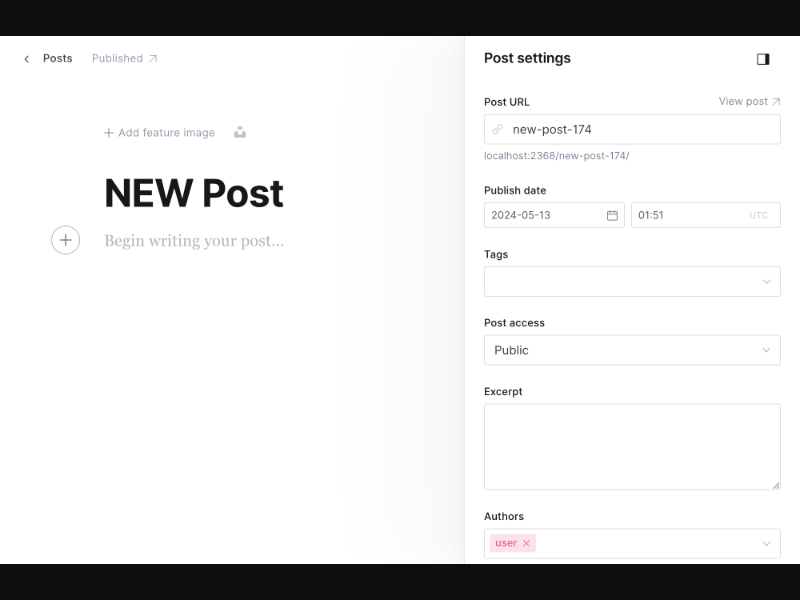 Posts
Published
Add feature image
NEW Post
Begin writing your post...
Post settings
Post URL
View post
new-post-174
localhost:2368/new-post-174/
Publish date
2024-05-13
01:51
UTC
Tags
Post access
Public
Excerpt
Authors
user